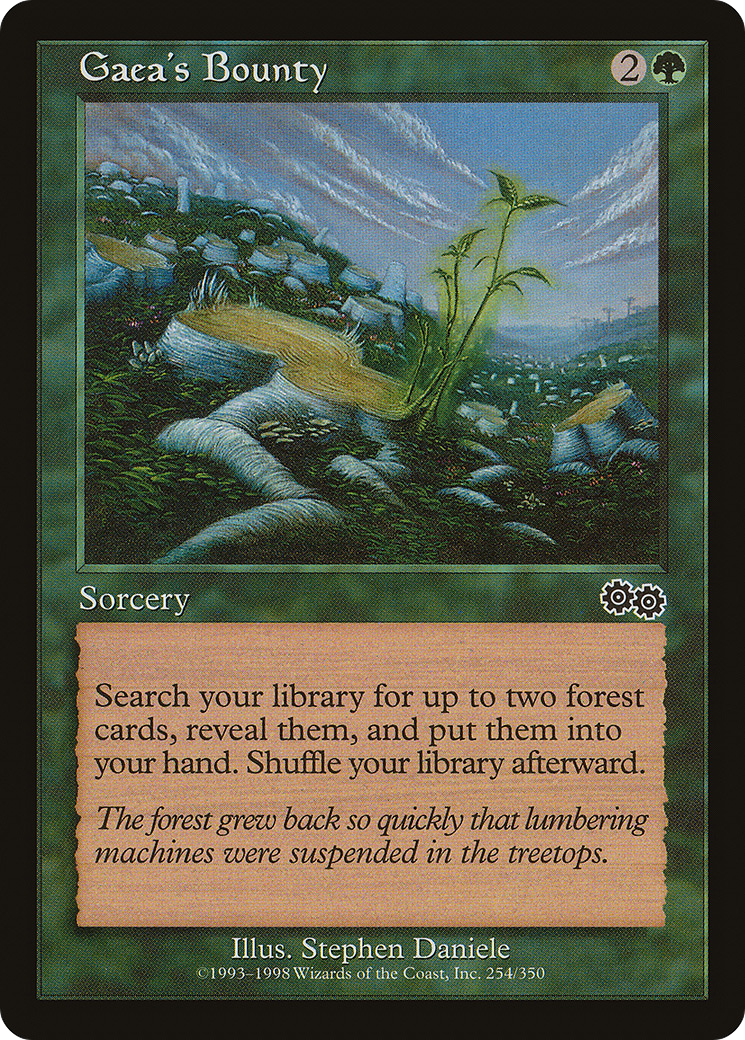 Gaea's Bounty
2
Sorcery
Search your library for up to two forest
cards, reveal them, and put them into
your hand. Shuffle your library afterward.
The forest grew back so quickly that lumbering
machines were suspended in the treetops.
Illus. Stephen Daniele
©1993–1998 Wizards of the Coast, Inc. 254/350